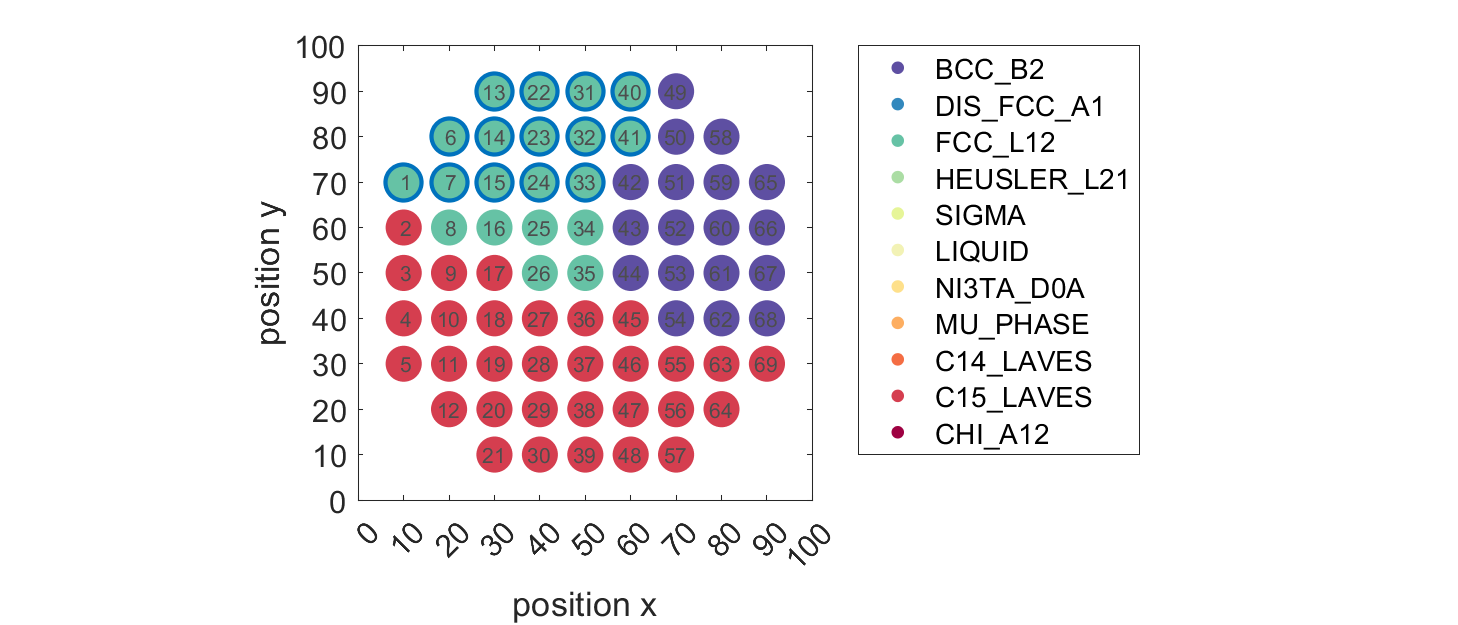 100
90
80
70
60
50
40
30
20
10
0
position y
13 22 31 40 49
6 14 23 32 41 50 58
1 7 15 24 33 42 51 59 65
2 8 16 25 34 43 52 60 66
3 9 17 26 35 44 53 61 67
4 10 18 27 36 45 54 62 68
5 11 19 28 37 46 55 63 69
12 20 29 38 47 56 64
21 30 39 48 57
0 10 20 30 40 50 60 70 80 90 100
position x
BCC_B2
DIS_FCC_A1
FCC_L12
HEUSLER_L21
SIGMA
LIQUID
NI3TA_D0A
MU_PHASE
C14_LAVES
C15_LAVES
CHI_A12